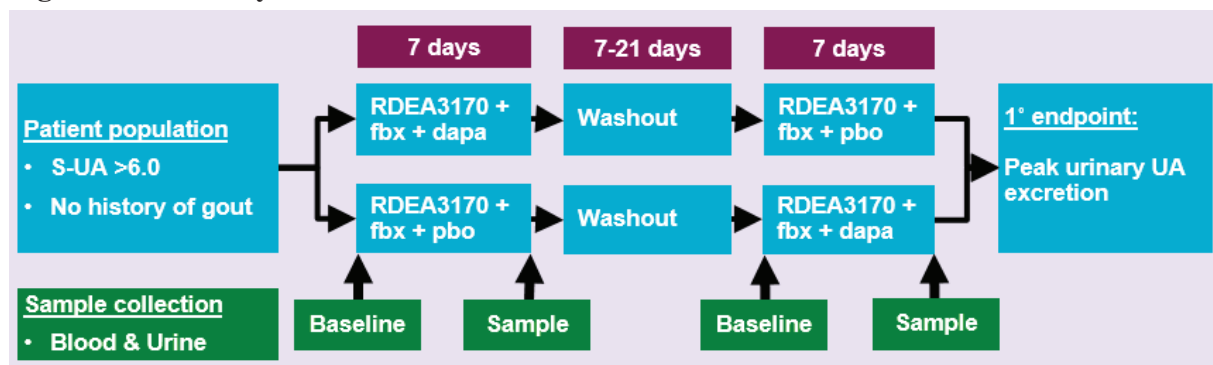 7 days
7-21 days
7 days
Patient population
• S-UA >6.0
• No history of gout
RDEA3170 +
fbx + dapa
Washout
RDEA3170 +
fbx + pbo
1° endpoint:
Peak urinary UA
excretion
RDEA3170 +
fbx + pbo
Washout
RDEA3170 +
fbx + dapa
Sample collection
• Blood & Urine
Baseline
Sample
Baseline
Sample